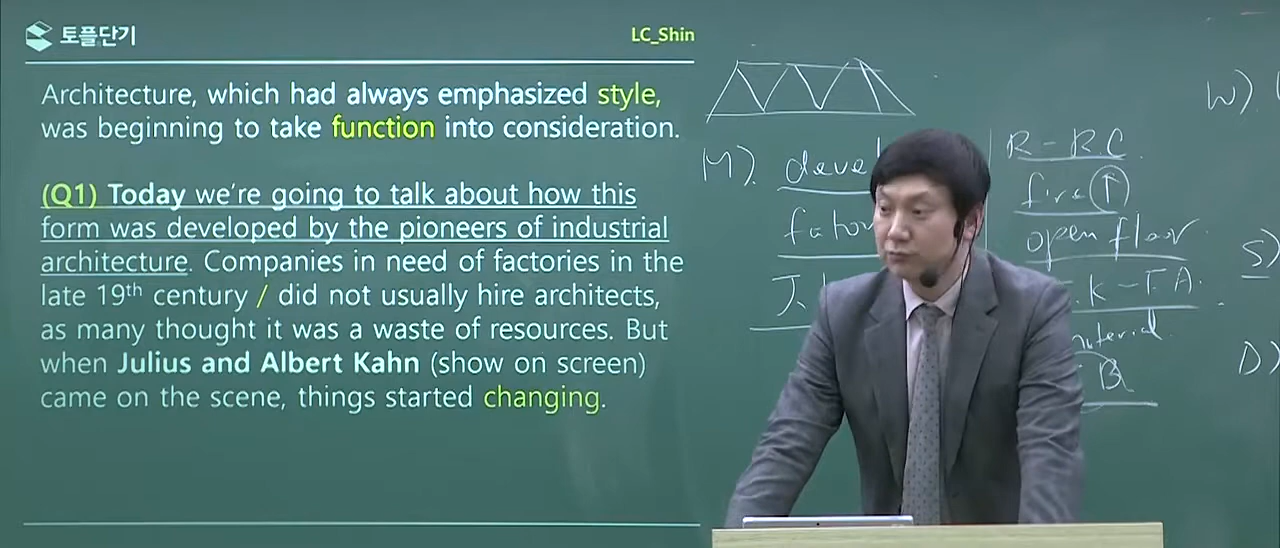 토플단기
LC_Shin
Architecture, which had always emphasized style,
was beginning to take function into consideration.
(Q1) Today we're going to talk about how this
form was developed by the pioneers of industrial
architecture. Companies in need of factories in the
late 19th century / did not usually hire architects,
as many thought it was a waste of resources. But
when Julius and Albert Kahn (show on screen)
came on the scene, things started changing.
M).
R - RC
fire ↑
open floor
K - F.A.
W)
S)
D)